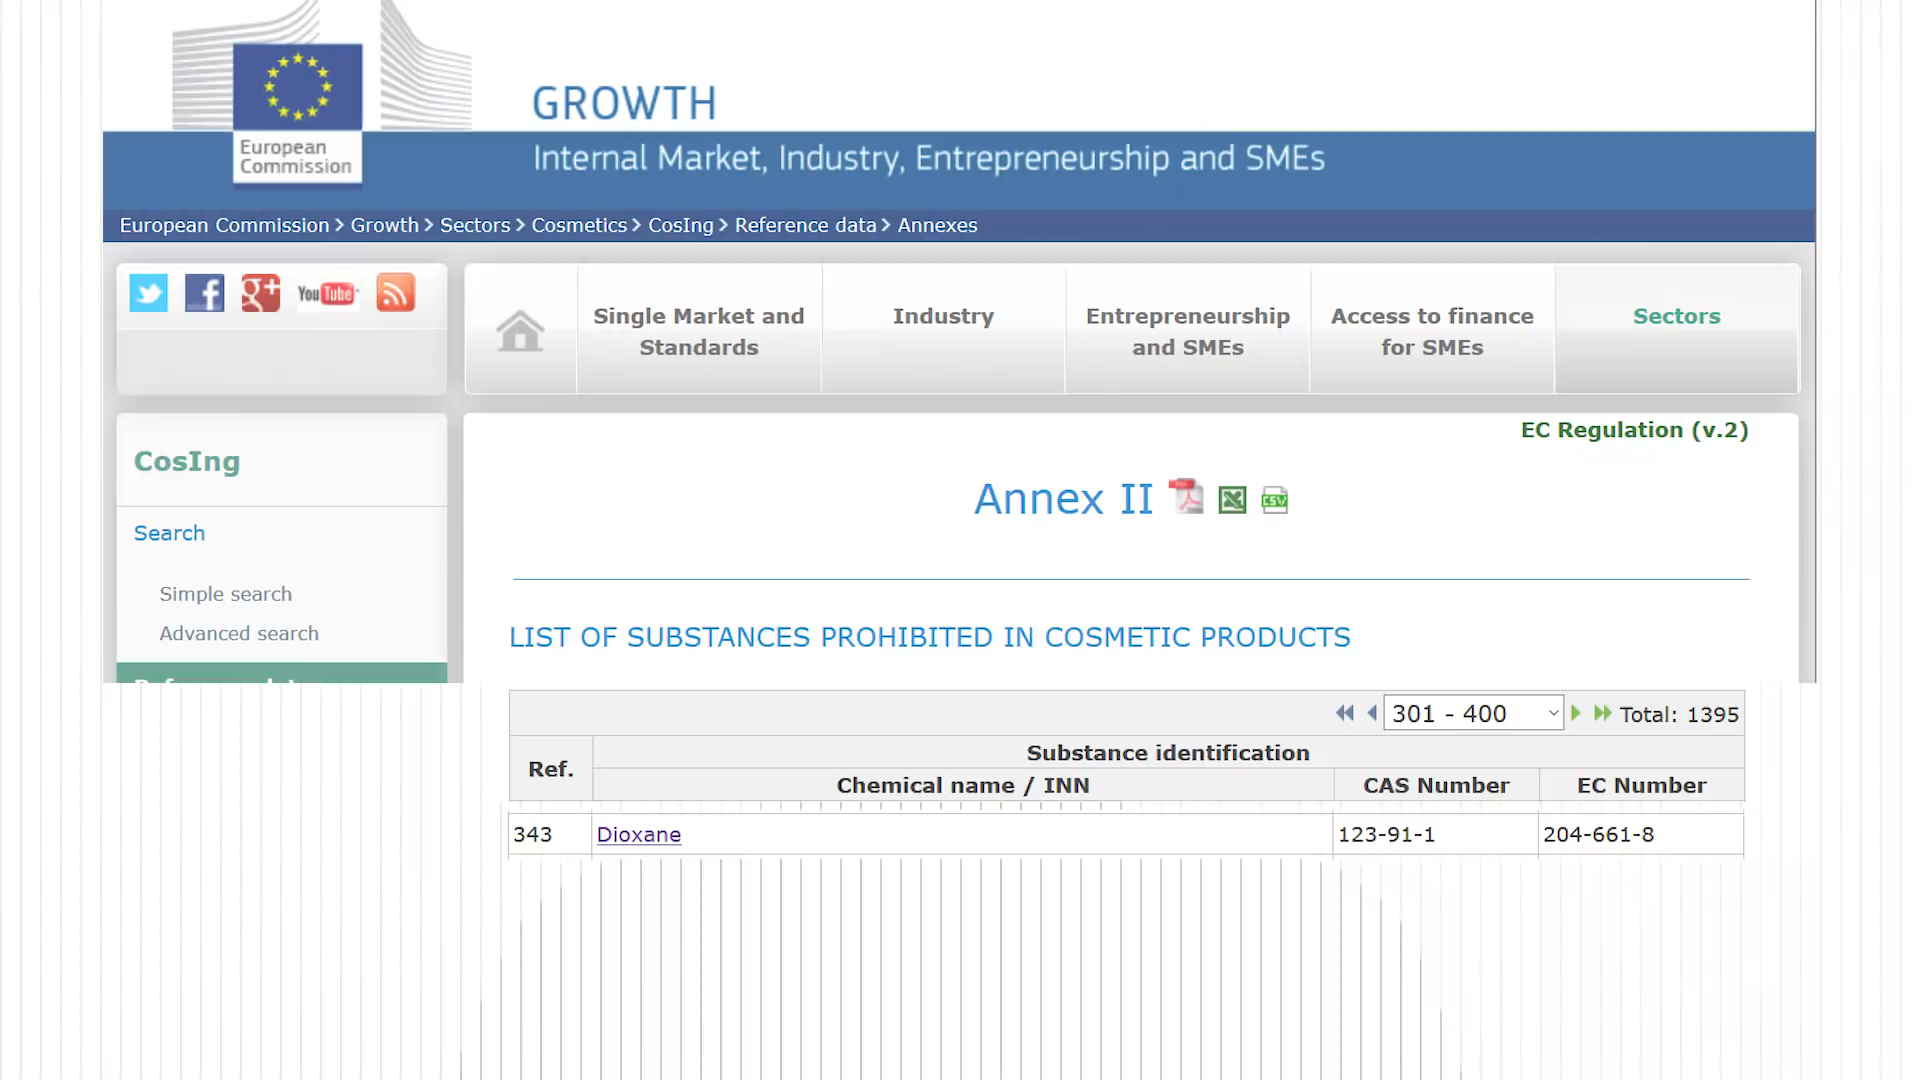 GROWTH
European
Commission
Internal Market, Industry, Entrepreneurship and SMEs
European Commission > Growth > Sectors > Cosmetics > CosIng > Reference data > Annexes
You Tube
Single Market and
Standards
Industry
Entrepreneurship
and SMEs
Access to finance
for SMEs
Sectors
EC Regulation (v.2)
CosIng
Annex II
CSV
Search
Simple search
Advanced search
LIST OF SUBSTANCES PROHIBITED IN COSMETIC PRODUCTS
301 - 400 Total: 1395
Ref. Substance identification
Chemical name / INN CAS Number EC Number
343 Dioxane 123-91-1 204-661-8